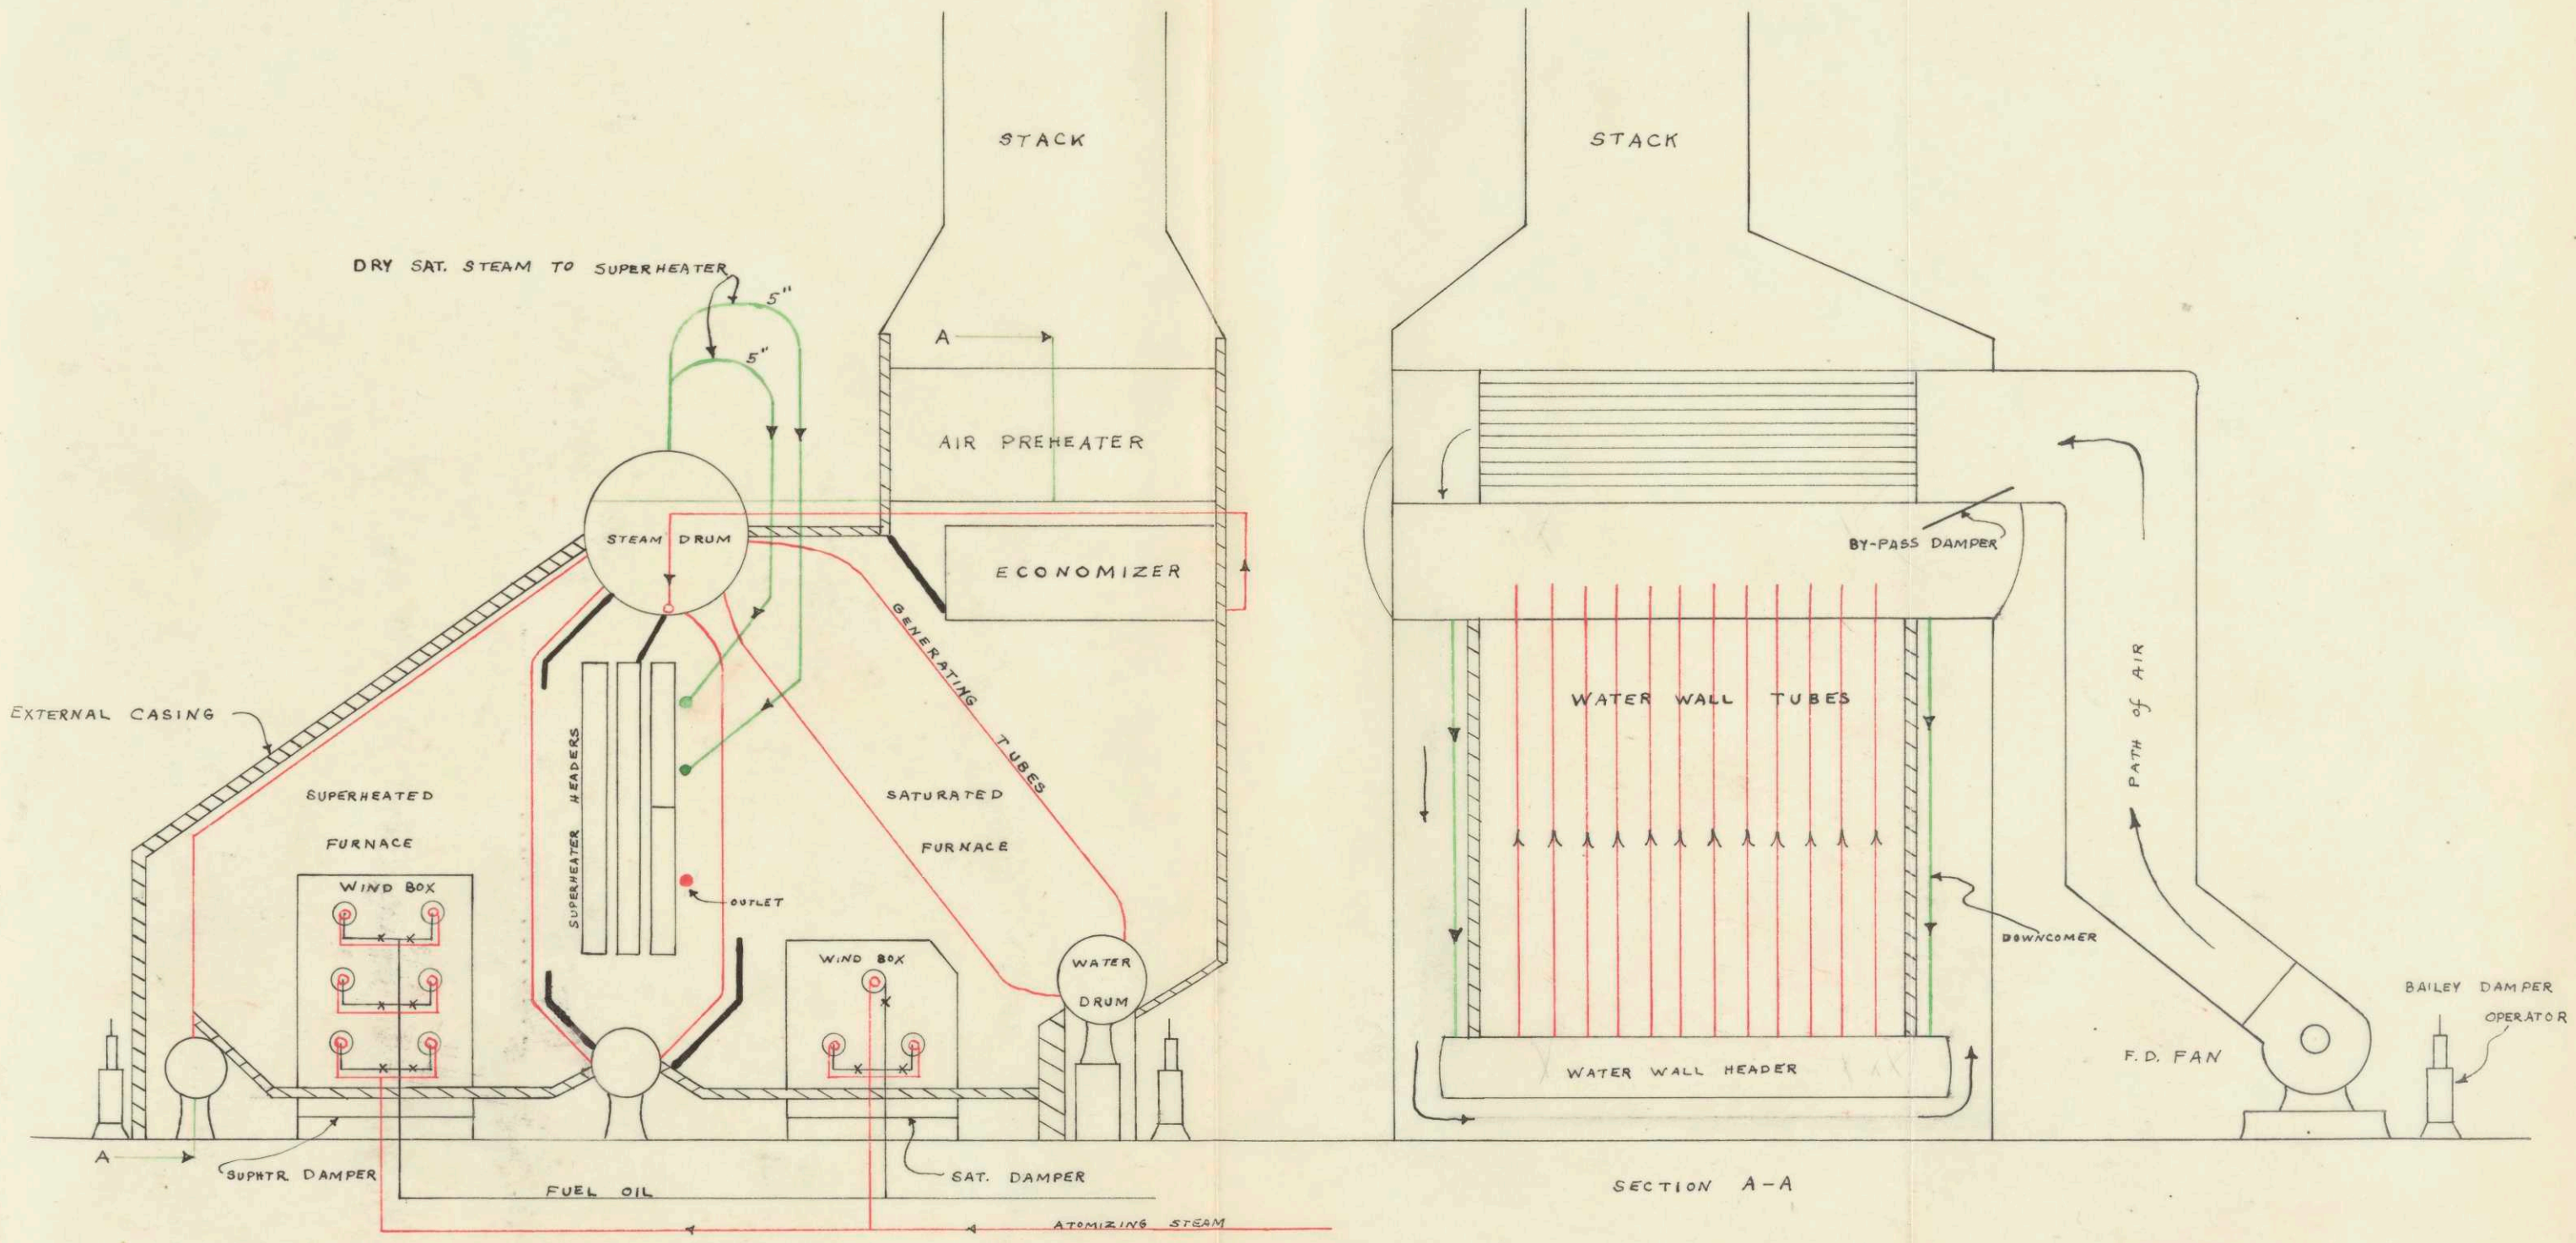 STACK
STACK
DRY SAT. STEAM TO SUPERHEATER
5"
5"
A
AIR PREHEATER
STEAM DRUM
ECONOMIZER
BY-PASS DAMPER
GENERATING TUBES
EXTERNAL CASING
WATER WALL TUBES
PATH of AIR
SUPERHEATER HEADERS
SUPERHEATED
FURNACE
SATURATED
FURNACE
WIND BOX
OUTLET
WIND BOX
WATER
DRUM
DOWNCOMER
BAILEY DAMPER
OPERATOR
F.D. FAN
WATER WALL HEADER
A
SUPHTR DAMPER
SAT. DAMPER
FUEL OIL
SECTION A-A
ATOMIZING STEAM